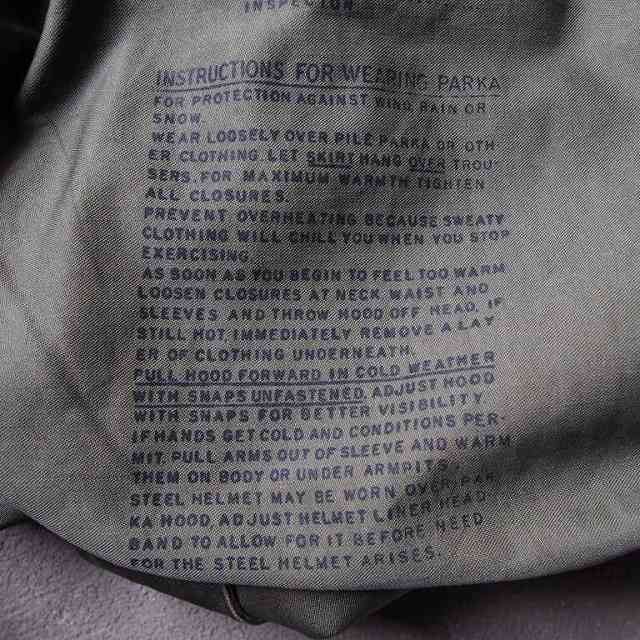 INSPECTOR
INSTRUCTIONS FOR WEARING PARKA
FOR PROTECTION AGAINST WIND, RAIN OR
SNOW.
WEAR LOOSELY OVER PILE PARKA OR OTH-
ER CLOTHING. LET SKIRT HANG OVER TROU-
SERS. FOR MAXIMUM WARMTH TIGHTEN
ALL CLOSURES.
PREVENT OVERHEATING BECAUSE SWEATY
CLOTHING WILL CHILL YOU WHEN YOU STOP
EXERCISING.
AS SOON AS YOU BEGIN TO FEEL TOO WARM
LOOSEN CLOSURES AT NECK, WAIST AND
SLEEVES AND THROW HOOD OFF HEAD. IF
STILL HOT, IMMEDIATELY REMOVE A LAY
ER OF CLOTHING UNDERNEATH.
PULL HOOD FORWARD IN COLD WEATHER
WITH SNAPS UNFASTENED. ADJUST HOOD
WITH SNAPS FOR BETTER VISIBILITY
IF HANDS GET COLD AND CONDITIONS PER-
MIT, PULL ARMS OUT OF SLEEVE AND WARM
THEM ON BODY OR UNDER ARMPITS.
STEEL HELMET MAY BE WORN OVER PAR
KA HOOD, ADJUST HELMET LINER HEAD
BAND TO ALLOW FOR IT BEFORE NEED
FOR THE STEEL HELMET ARISES.